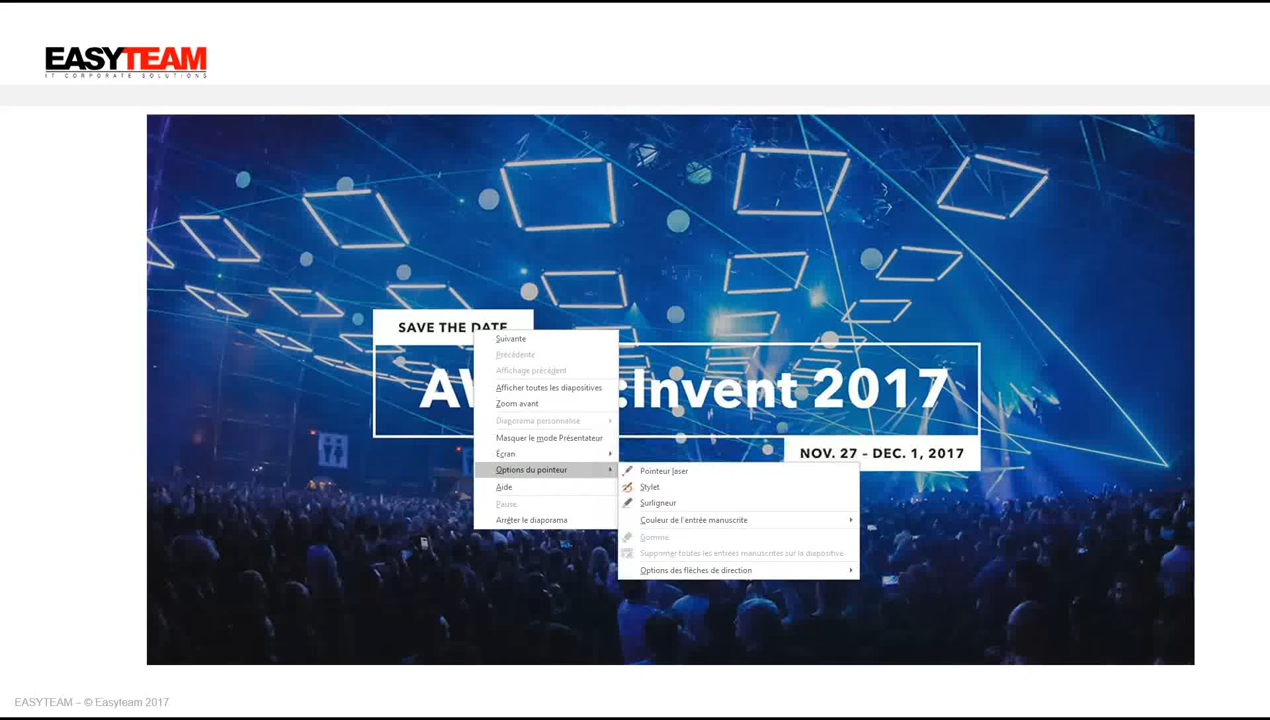 EASYTEAM
IT CORPORATE SOLUTIONS
SAVE THE DATE
AW :Invent 2017
NOV. 27 – DEC. 1, 2017
Suivante
Précédente
Affichage précédent
Afficher toutes les diapositives
Zoom avant
Diaporama personnalisé
Masquer le mode Présentateur
Écran
Options du pointeur
Aide
Pause
Arrêter le diaporama
Pointeur laser
Stylet
Surligneur
Couleur de l'entrée manuscrite
Gomme
Supprimer toutes les entrées manuscrites sur la diapositive
Options des flèches de direction
EASYTEAM – © Easyteam 2017